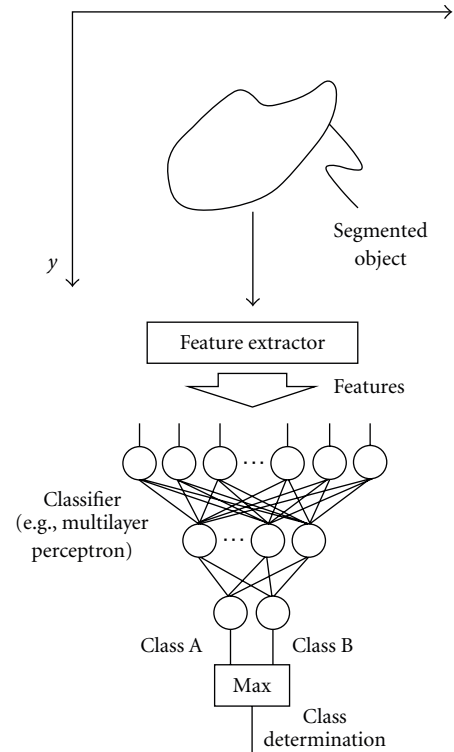 y
Segmented
object
Feature extractor
Features
...
Classifier
(e.g., multilayer
perceptron)
...
Class A
Class B
Max
Class
determination